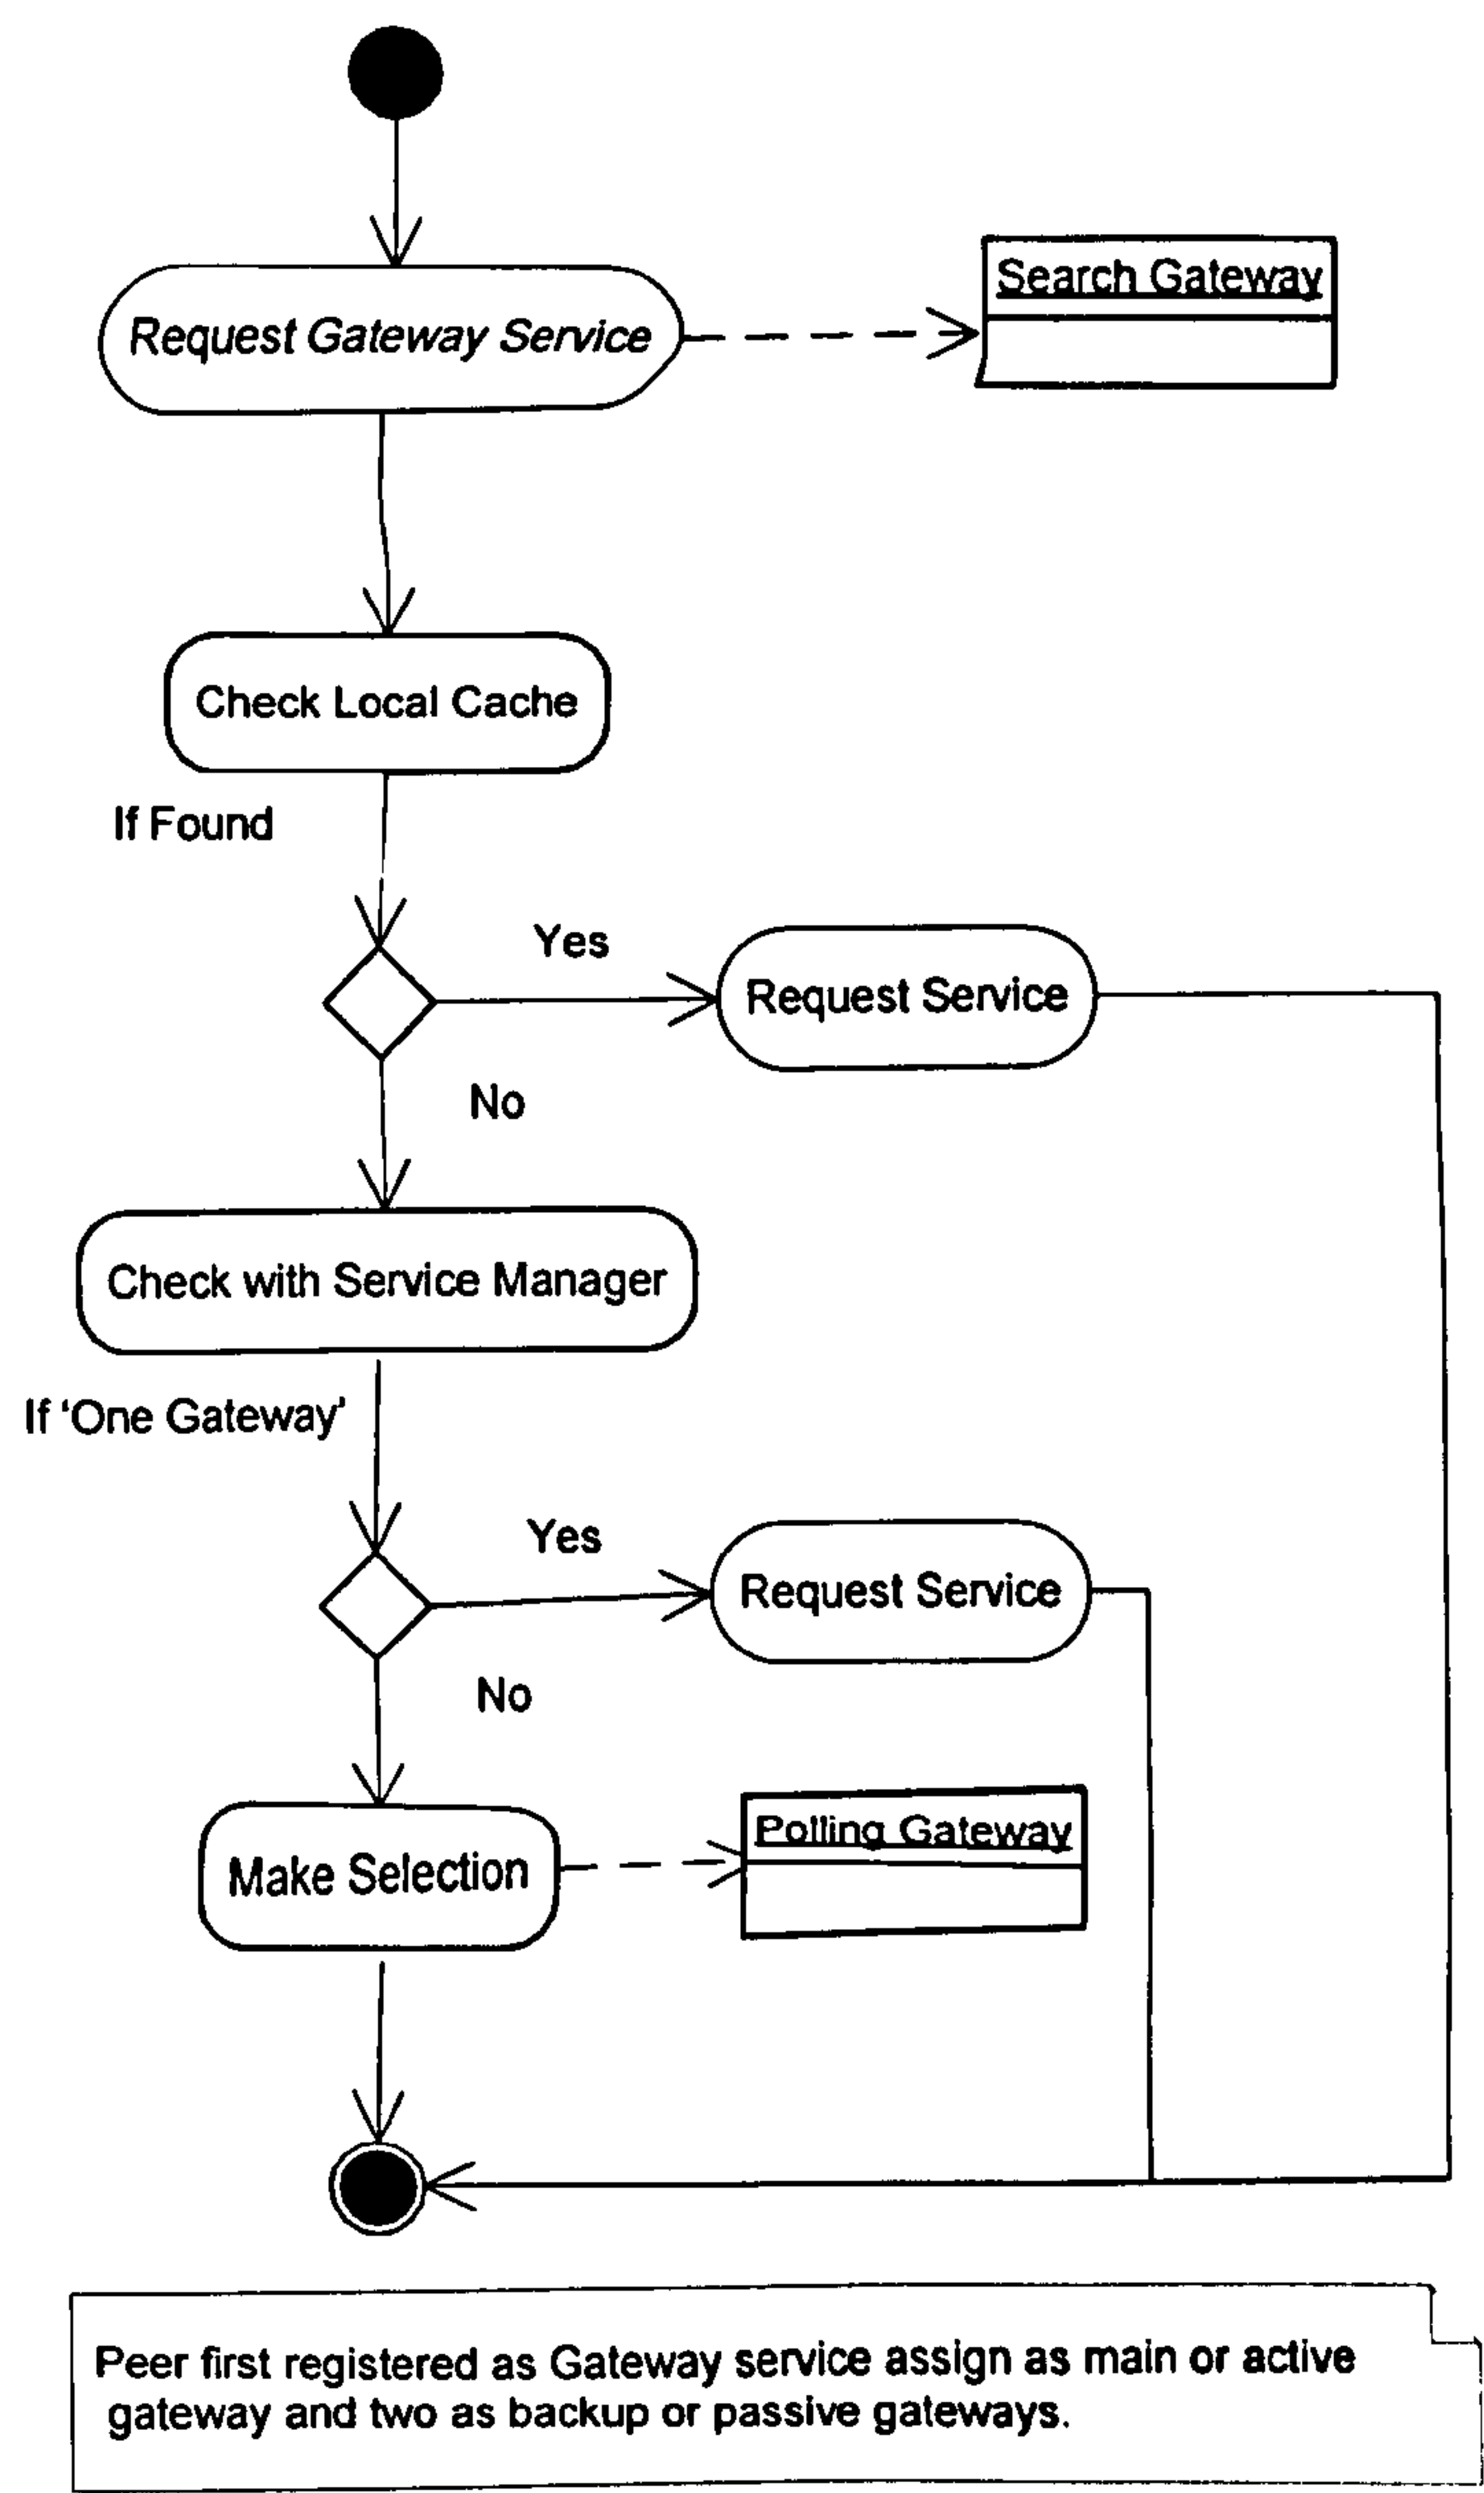 Search Gateway
Request Gateway Service
Check Local Cache
If Found
Yes
Request Service
No
Check with Service Manager
If 'One Gateway'
Yes
Request Service
No
Polling Gateway
Make Selection
Peer first registered as Gateway service assign as main or active
gateway and two as backup or passive gateways.